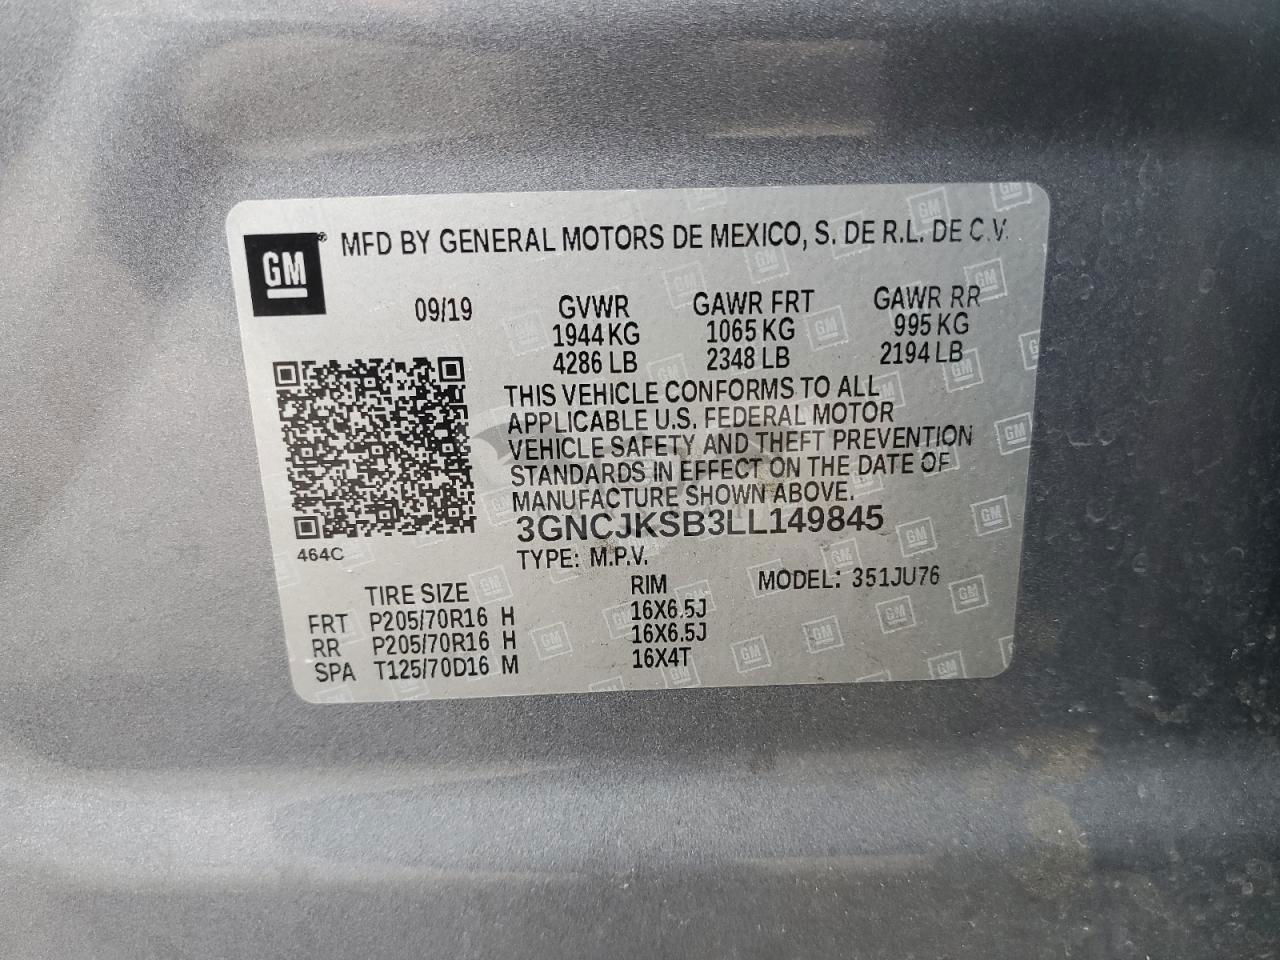 GM® MFD BY GENERAL MOTORS DE MEXICO, S. DE R.L. DE C.V.
09/19 GVWR GAWR FRT GAWR RR
1944 KG 1065 KG 995 KG
4286 LB 2348 LB 2194 LB
THIS VEHICLE CONFORMS TO ALL
APPLICABLE U.S. FEDERAL MOTOR
VEHICLE SAFETY AND THEFT PREVENTION
STANDARDS IN EFFECT ON THE DATE OF
MANUFACTURE SHOWN ABOVE.
3GNCJKSB3LL149845
464C TYPE: M.P.V.
TIRE SIZE RIM MODEL: 351JU76
FRT P205/70R16 H 16X6.5J
RR P205/70R16 H 16X6.5J
SPA T125/70D16 M 16X4T